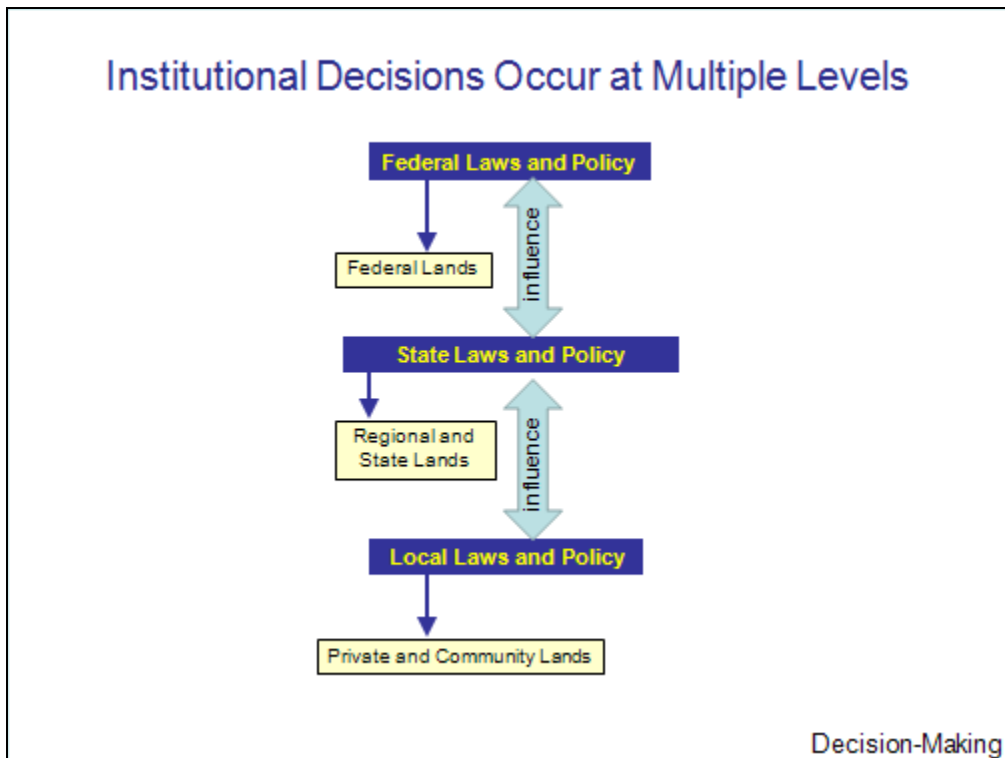 Institutional Decisions Occur at Multiple Levels
Federal Laws and Policy
influence
Federal Lands
State Laws and Policy
influence
Regional and
State Lands
Local Laws and Policy
Private and Community Lands
Decision-Making